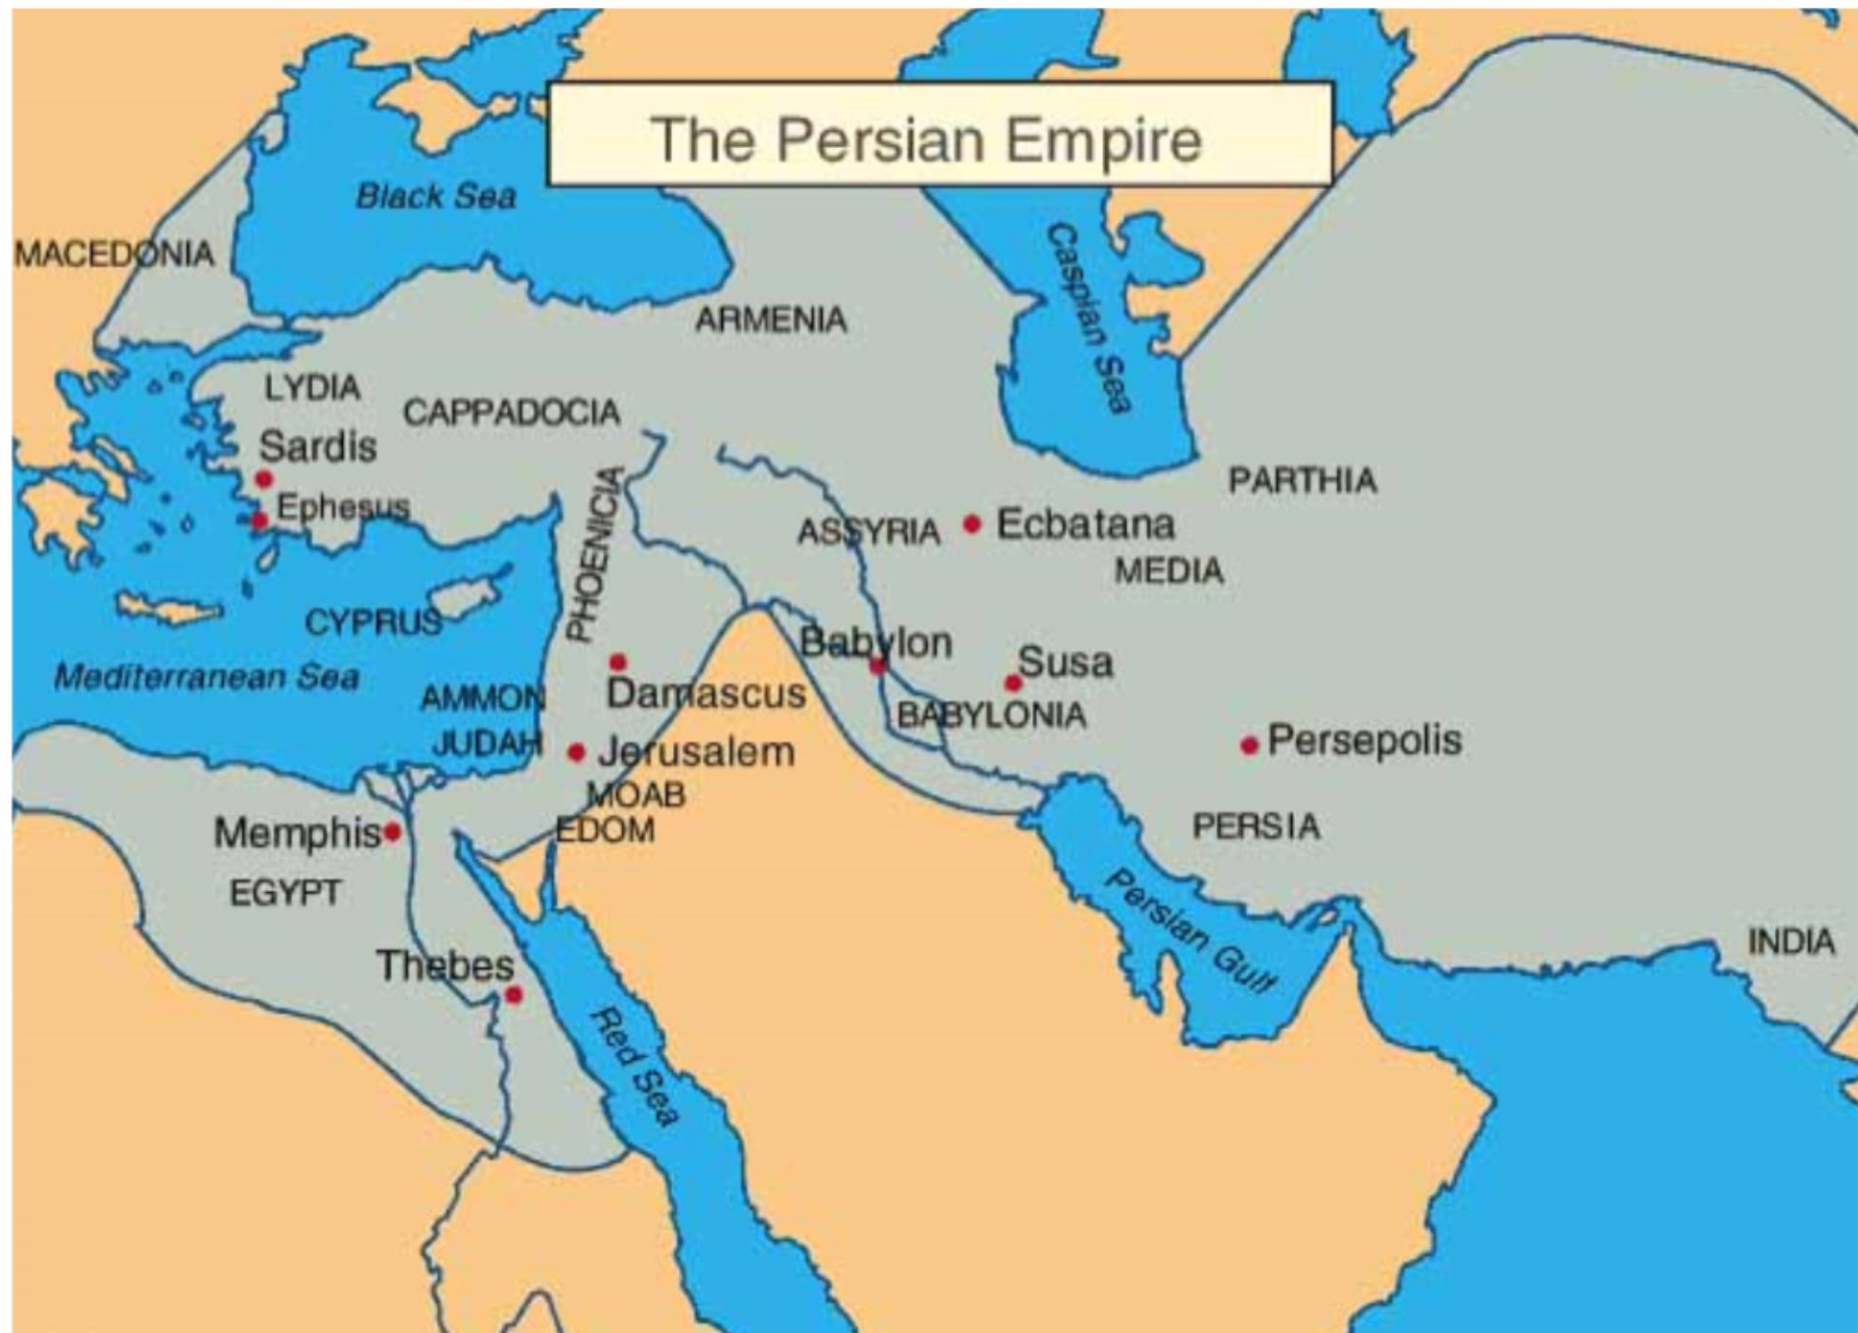 The Persian Empire
Black Sea
MACEDONIA
Caspian Sea
ARMENIA
LYDIA
CAPPADOCIA
Sardis
PARTHIA
Ephesus
PHOENICIA
ASSYRIA
Ecbatana
MEDIA
CYPRUS
Babylon
Susa
Mediterranean Sea
AMMON
Damascus
BABYLONIA
JUDAH
Jerusalem
Persepolis
MOAB
Memphis
EDOM
PERSIA
EGYPT
Persian Gulf
INDIA
Thebes
Red Sea